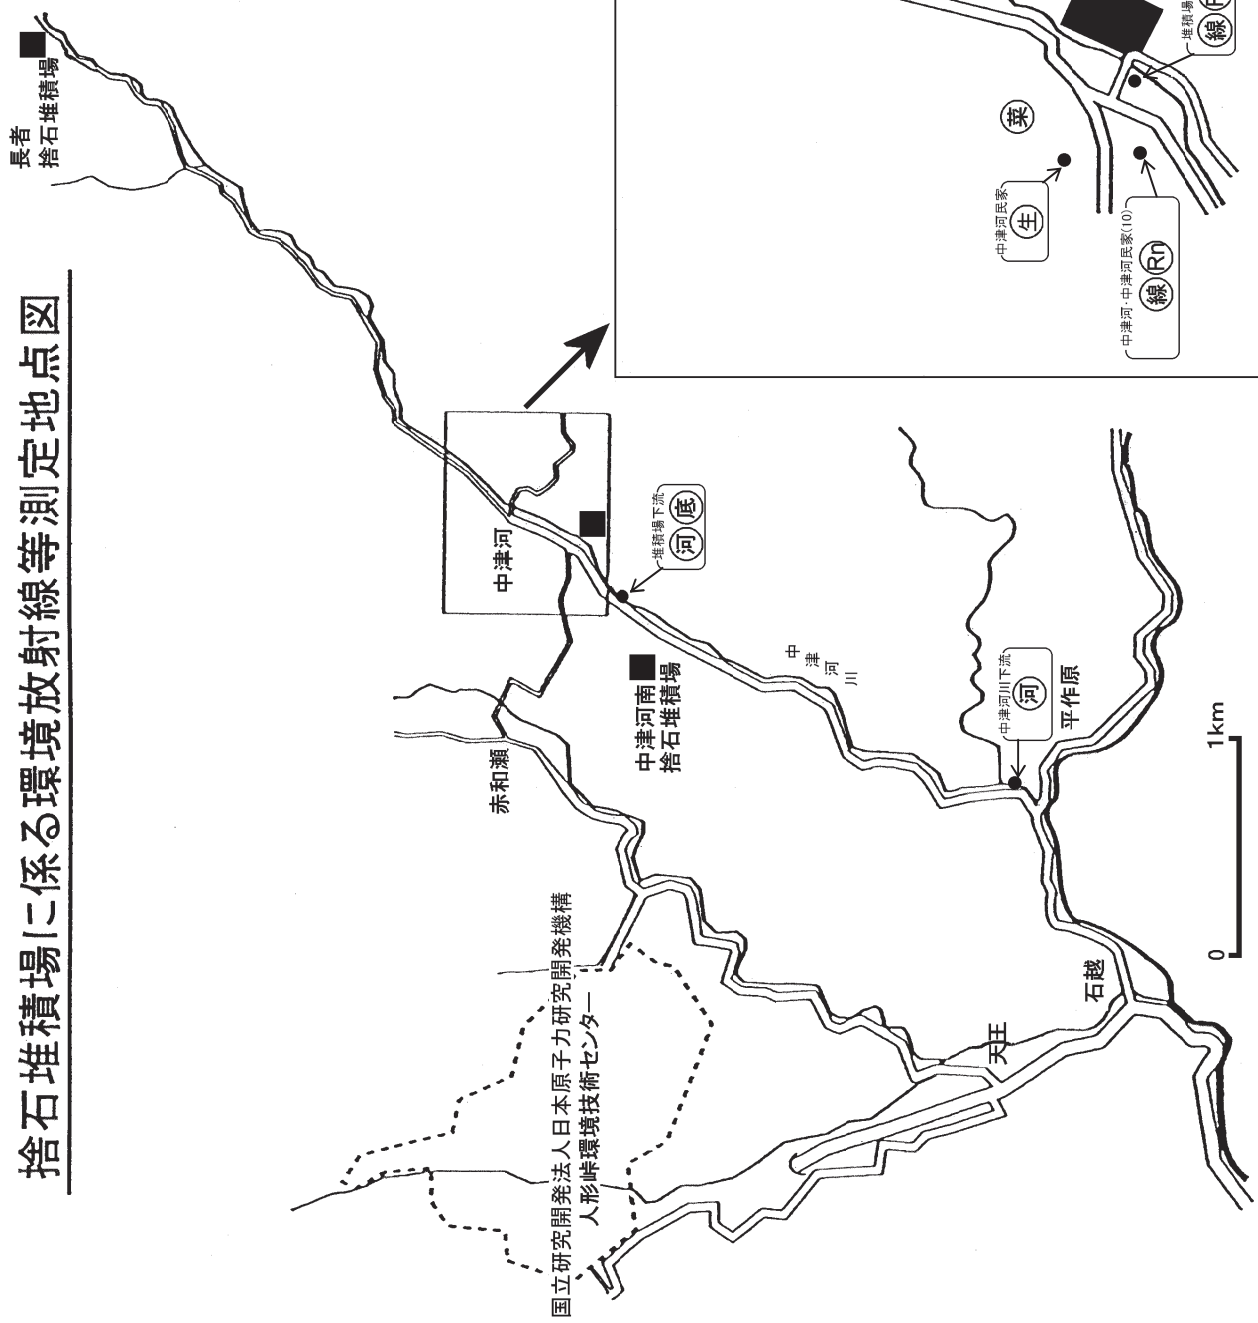 捨石堆積場に係る環境放射線等測定地点図
長者
捨石堆積場
中津河
堆積場下流
河 底
中津河南
捨石堆積場
中津河川
赤和瀬
中津河川下流
河
平作原
国立研究開発法人日本原子力研究開発機構
人形峠環境技術センター
天王
石越
0
1km
堆積場
線
菜
中津河民家
生
中津河・中津河民家(10)
線 Rn